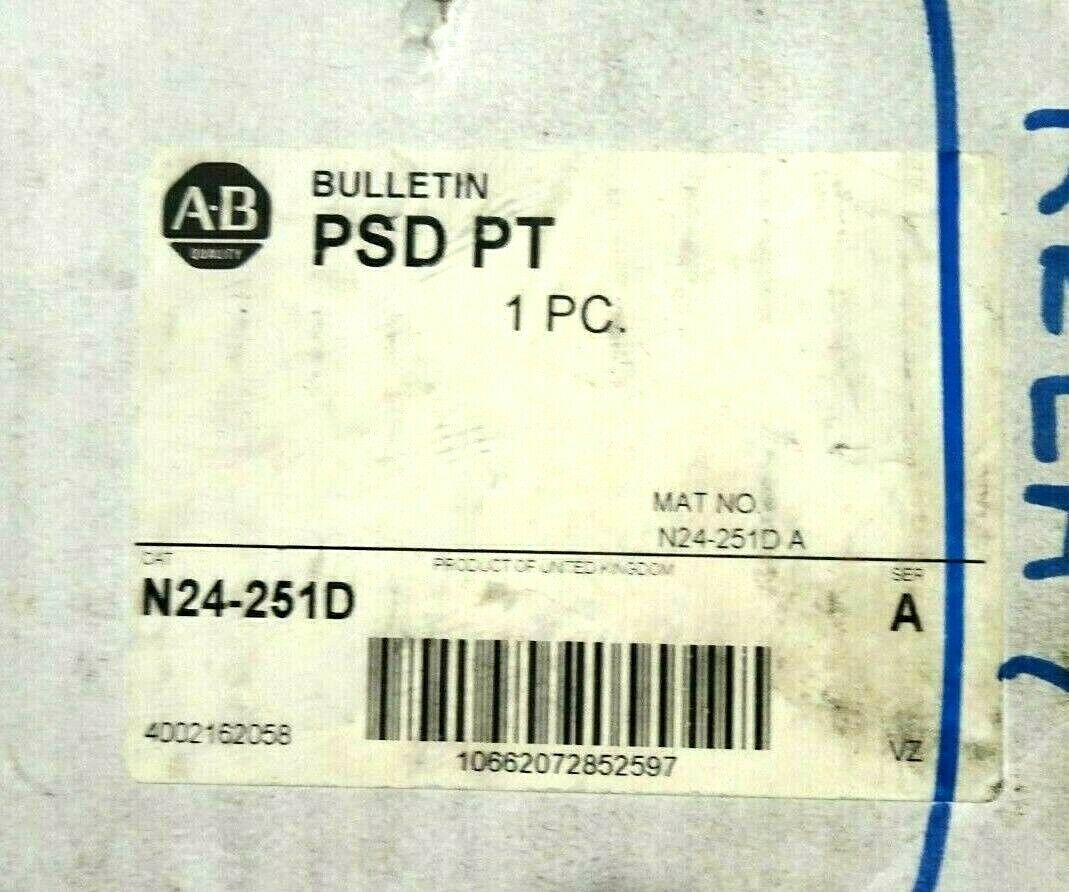 A·B
QUALITY
BULLETIN
PSD PT
1 PC.
MAT NO.
N24-251D A
CAT
PRODUCT OF UNITED KINGDOM
SER
N24-251D
A
4002162058
10662072852597
VZ